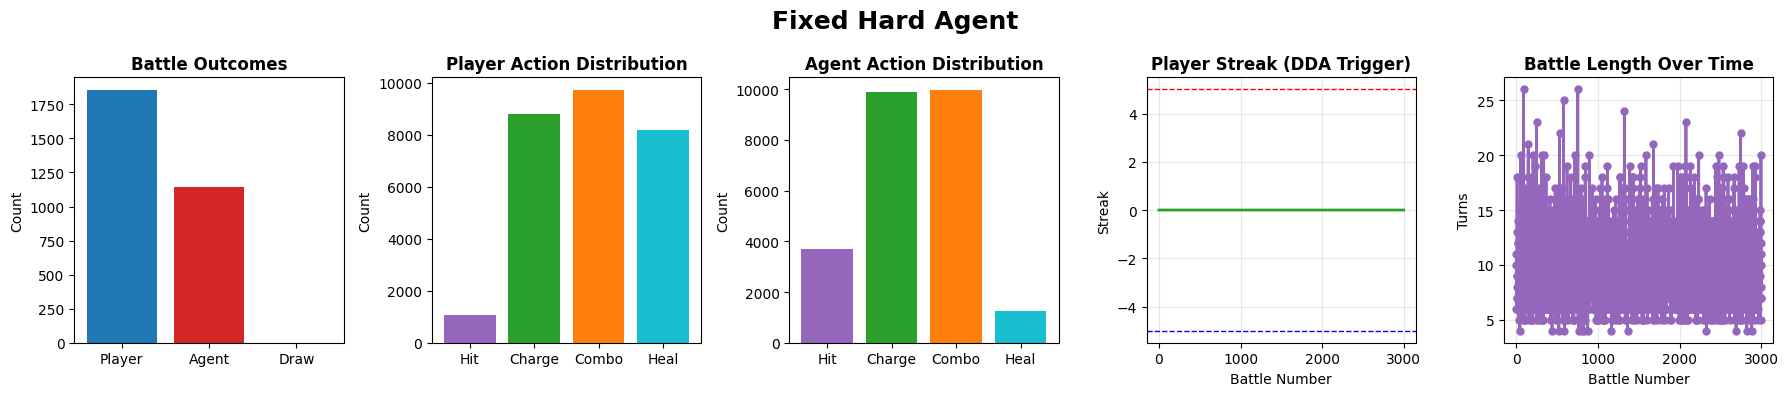 Fixed Hard Agent
Battle Outcomes
Count
1750
1500
1250
1000
750
500
250
0
Player Agent Draw
Player Action Distribution
Count
10000
8000
6000
4000
2000
0
Hit Charge Combo Heal
Agent Action Distribution
Count
10000
8000
6000
4000
2000
0
Hit Charge Combo Heal
Player Streak (DDA Trigger)
Streak
4
2
0
−2
−4
0 1000 2000 3000
Battle Number
Battle Length Over Time
Turns
25
20
15
10
5
0 1000 2000 3000
Battle Number